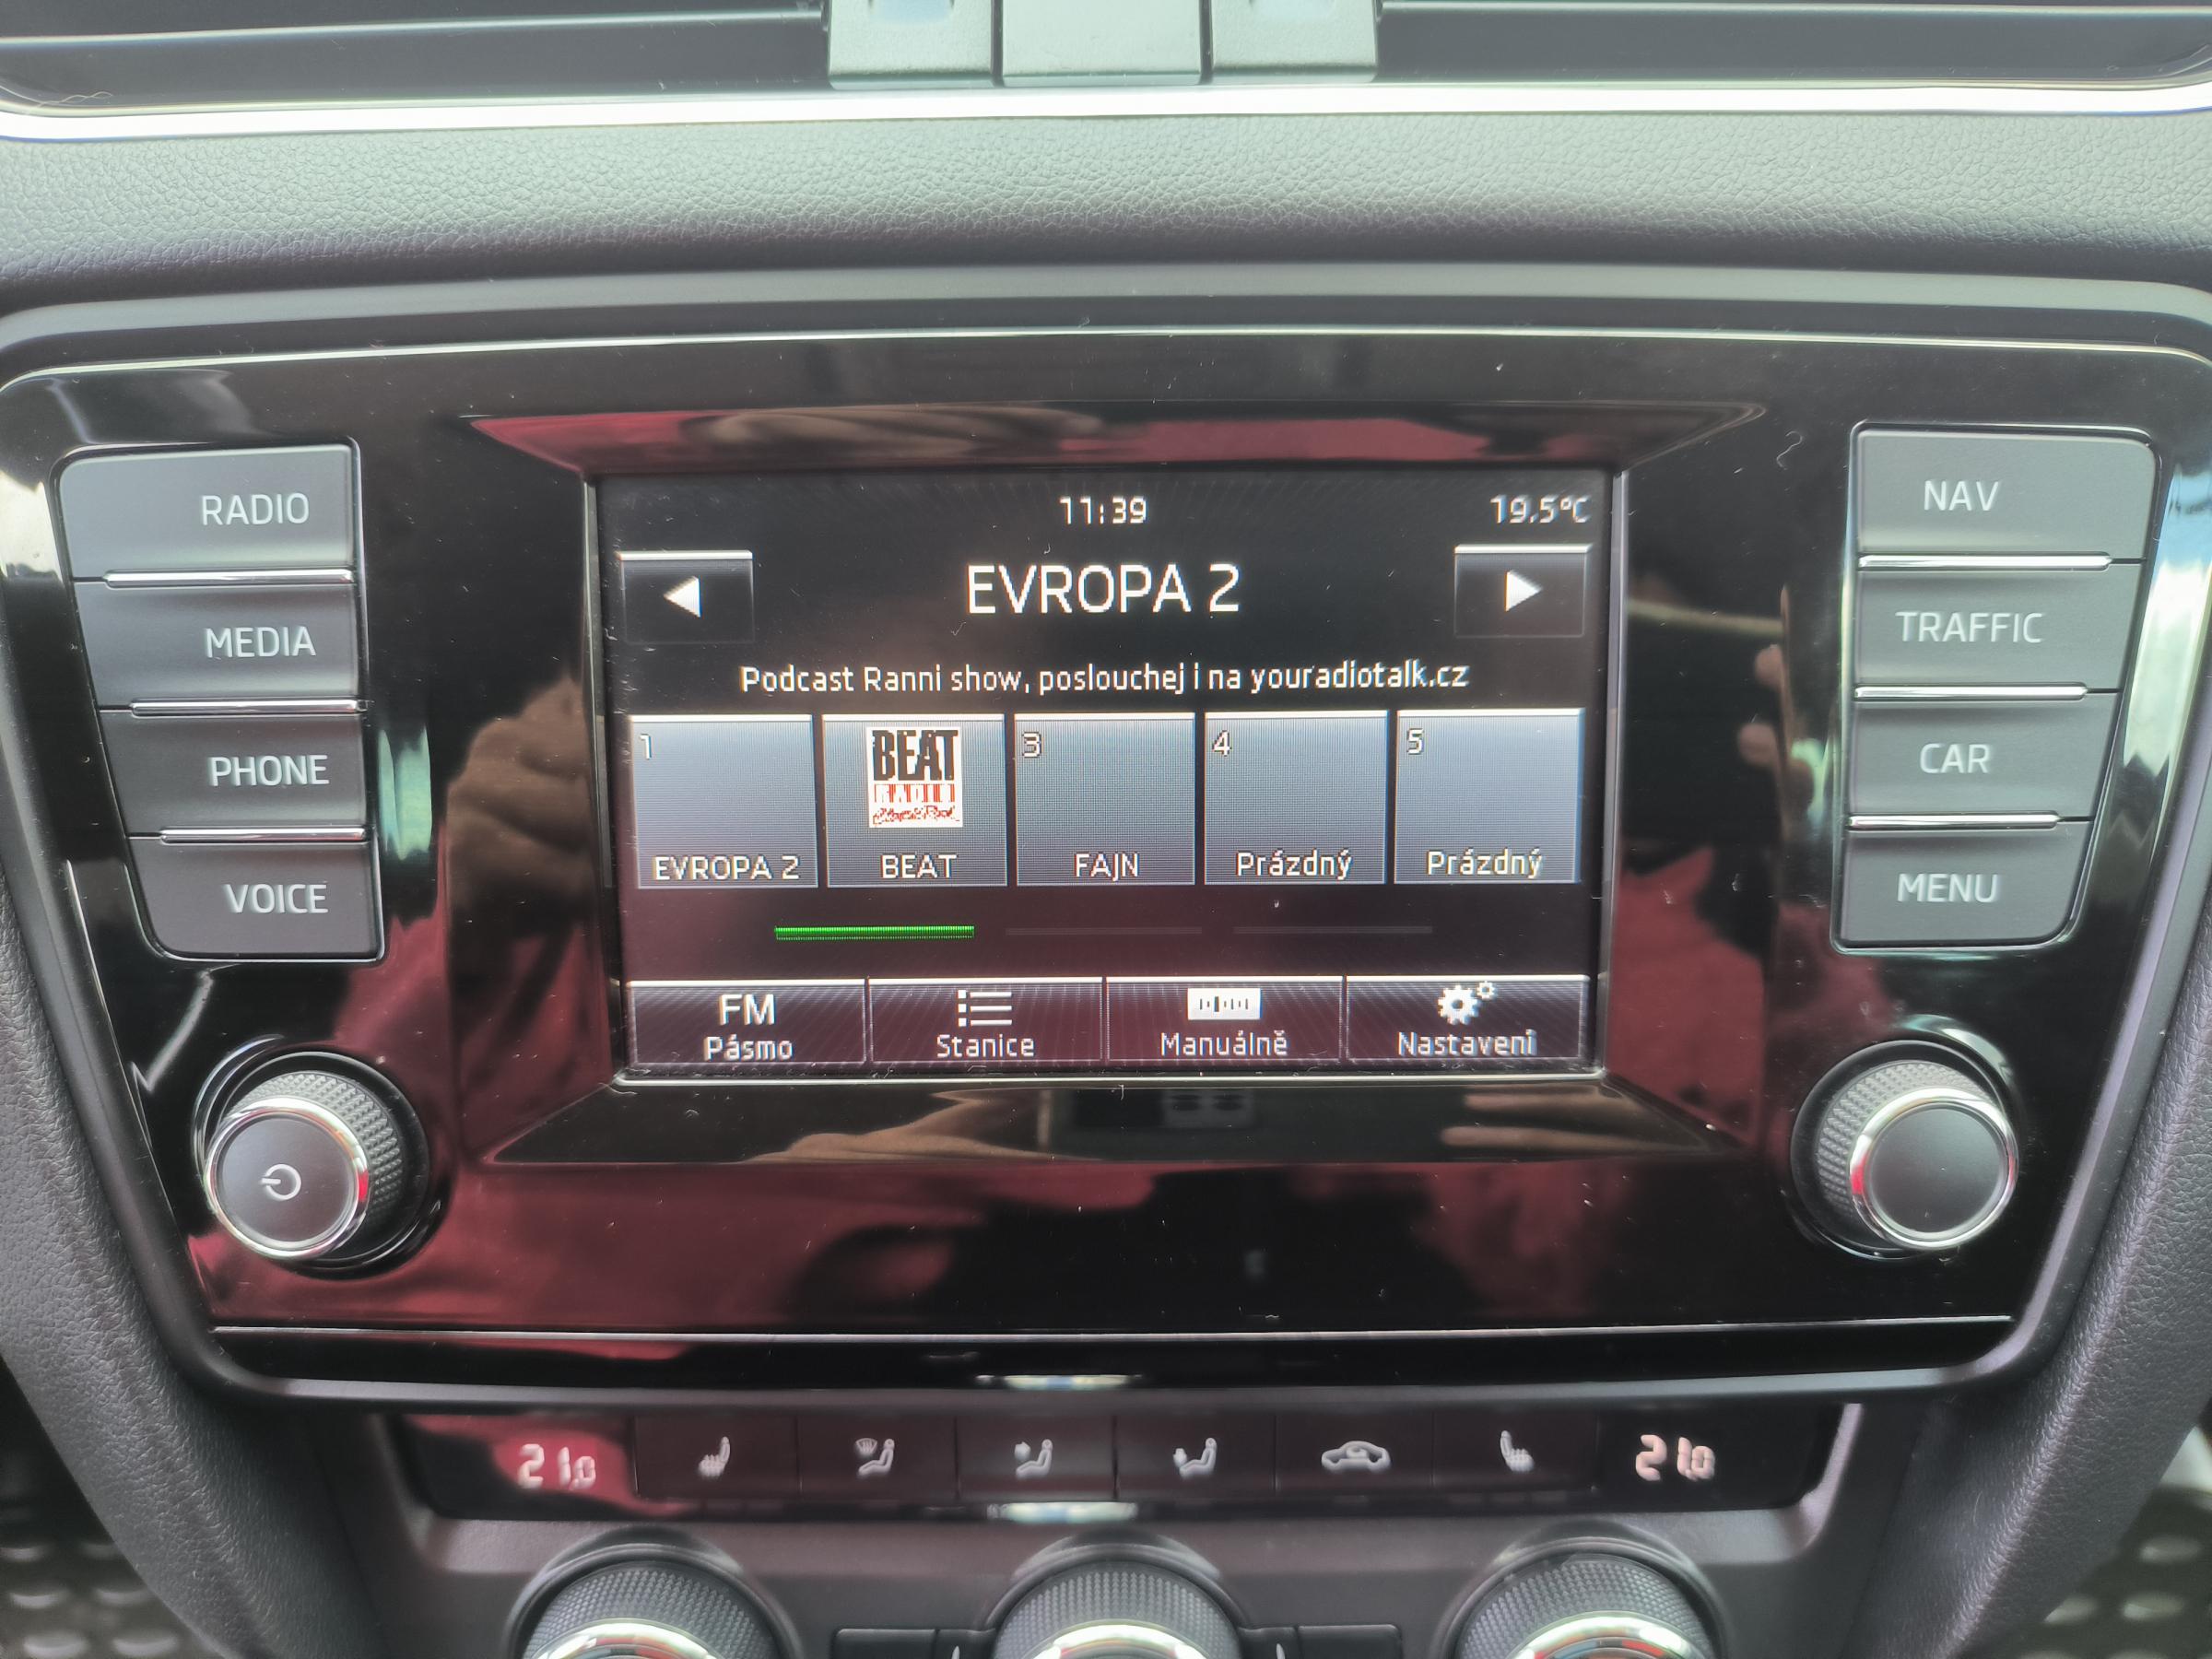 RADIO
MEDIA
PHONE
VOICE
11:39
19.5°C
EVROPA 2
Podcast Ranni show, poslouchej i na youradiotalk.cz
1
EVROPA 2
BEAT
RADIO
BEAT
3
FAJN
4
Prázdný
5
Prázdný
FM
Pásmo
Stanice
Manuálně
Nastavení
NAV
TRAFFIC
CAR
MENU
21.0
21.0